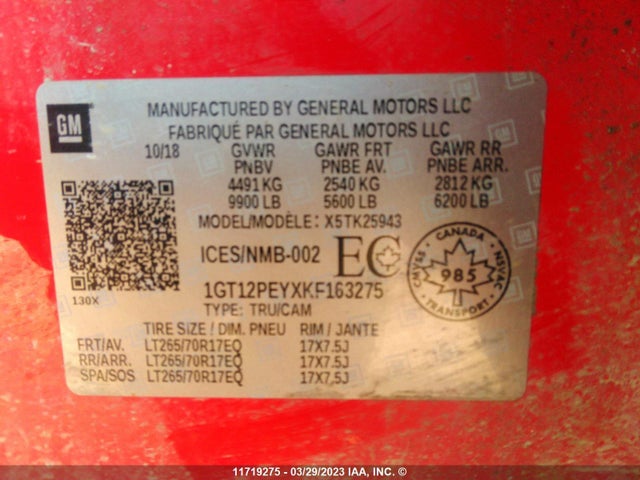 GM
MANUFACTURED BY GENERAL MOTORS LLC
FABRIQUÉ PAR GENERAL MOTORS LLC
10/18 GVWR GAWR FRT GAWR RR
PNBV PNBE AV. PNBE ARR.
4491 KG 2540 KG 2812 KG
9900 LB 5600 LB 6200 LB
MODEL/MODÈLE: X5TK25943
ICES/NMB-002 EC
CANADA
CMVSS 985 NSVAC
TRANSPORT
130X
1GT12PEYXKF163275
TYPE: TRU/CAM
TIRE SIZE / DIM. PNEU RIM / JANTE
FRT/AV. LT265/70R17EQ 17X7.5J
RR/ARR. LT265/70R17EQ 17X7.5J
SPA/SOS LT265/70R17EQ 17X7.5J
11719275 - 03/29/2023 IAA, INC. ©